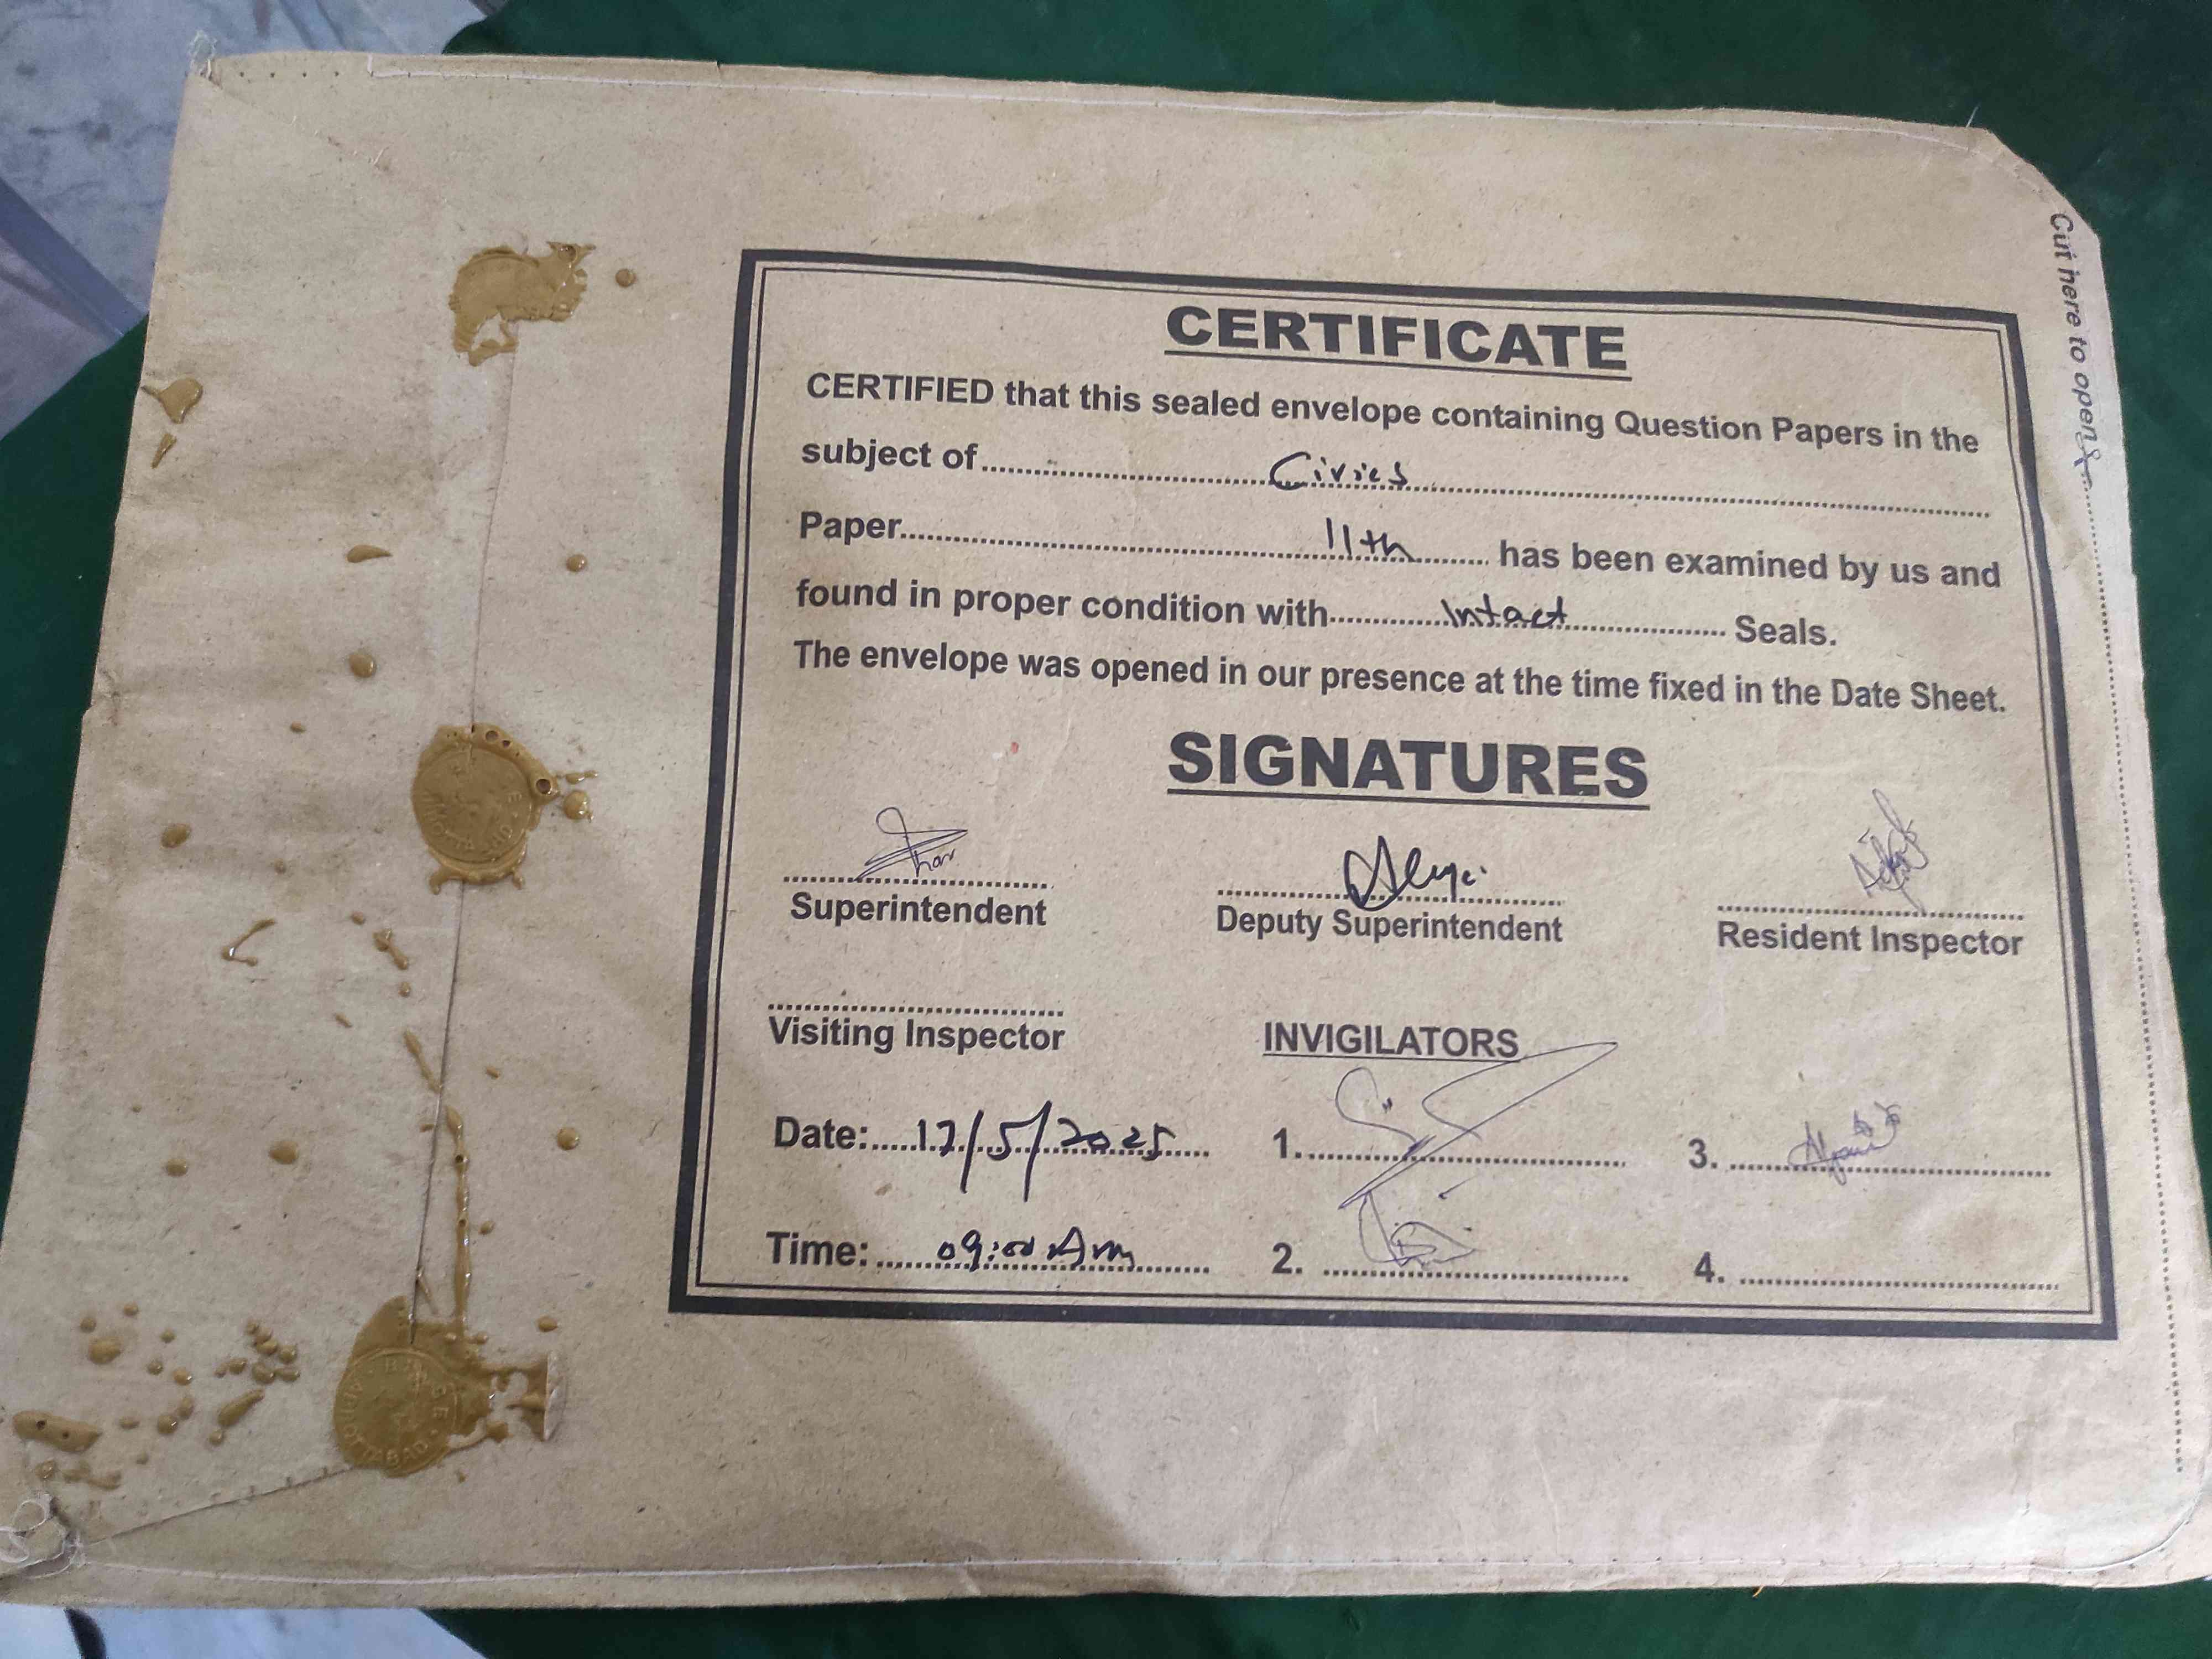 Cut here to open
CERTIFICATE
CERTIFIED that this sealed envelope containing Question Papers in the
subject of Civics
Paper 11th has been examined by us and
found in proper condition with Intact Seals.
The envelope was opened in our presence at the time fixed in the Date Sheet.
SIGNATURES
Superintendent Deputy Superintendent Resident Inspector
Visiting Inspector INVIGILATORS
Date: 17/5/2025 1. 3.
Time: 09:00 Am 2. 4.